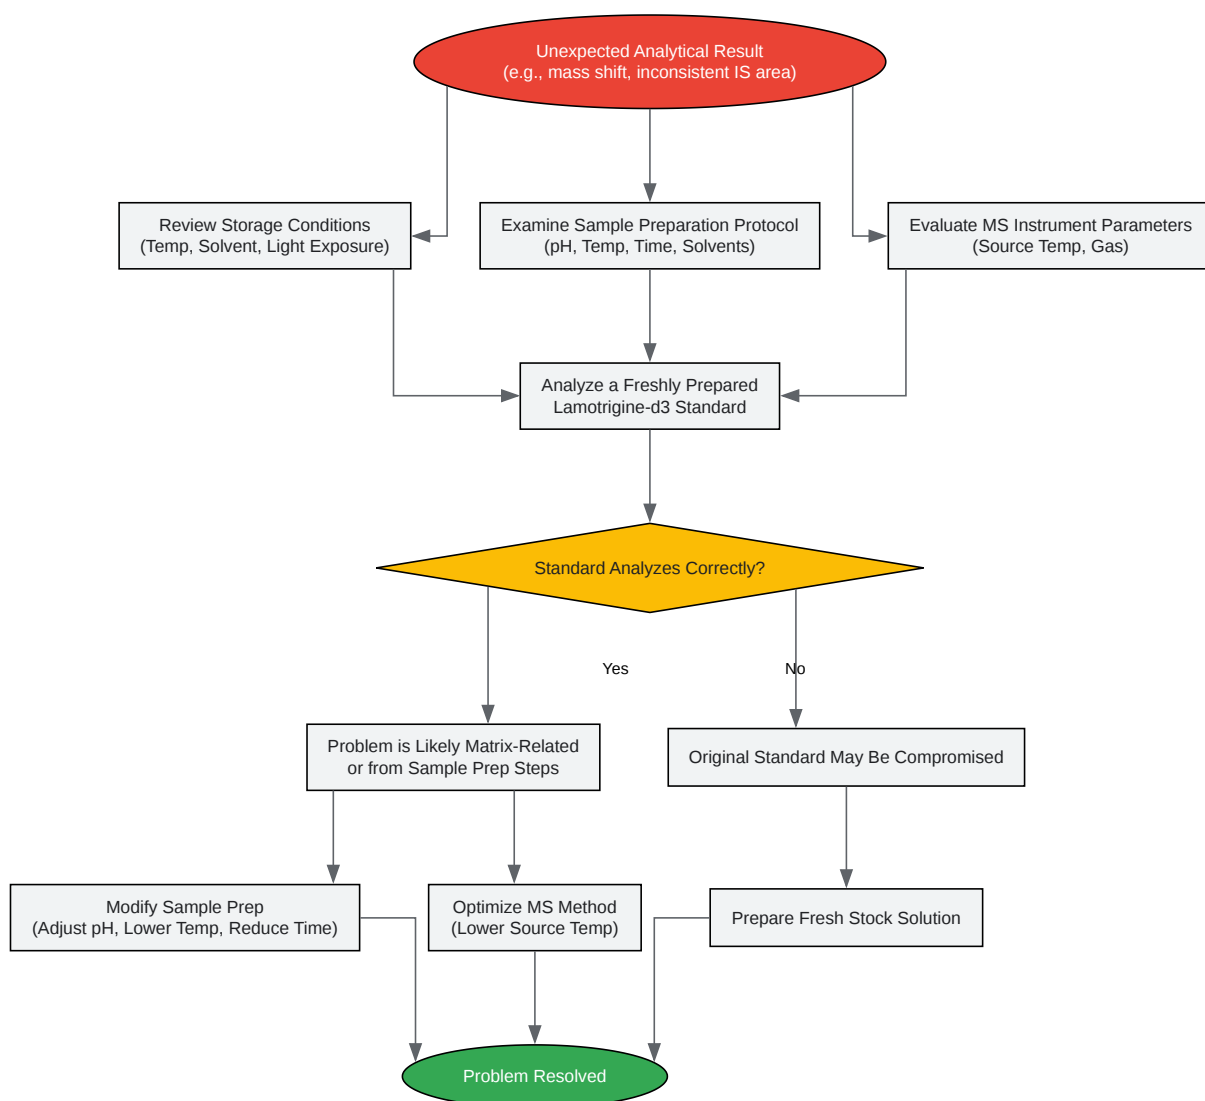 Unexpected Analytical Result
(e.g., mass shift, inconsistent IS area)
Review Storage Conditions
(Temp, Solvent, Light Exposure)
Examine Sample Preparation Protocol
(pH, Temp, Time, Solvents)
Evaluate MS Instrument Parameters
(Source Temp, Gas)
Analyze a Freshly Prepared
Lamotrigine-d3 Standard
Standard Analyzes Correctly?
Yes
No
Problem is Likely Matrix-Related
or from Sample Prep Steps
Original Standard May Be Compromised
Modify Sample Prep
(Adjust pH, Lower Temp, Reduce Time)
Optimize MS Method
(Lower Source Temp)
Prepare Fresh Stock Solution
Problem Resolved